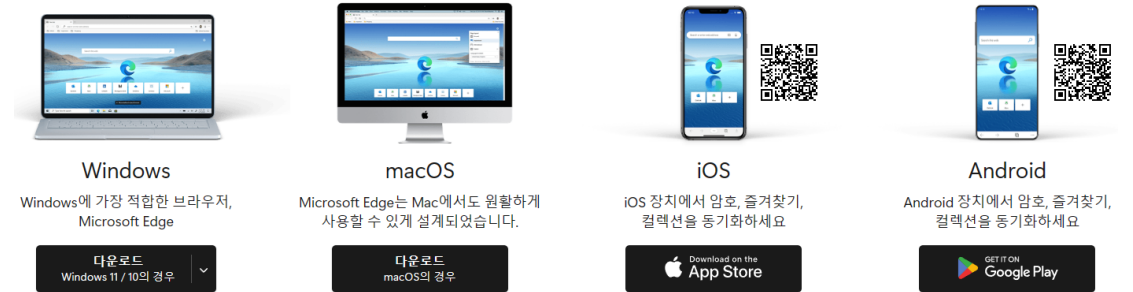 Windows
Windows에 가장 적합한 브라우저,
Microsoft Edge
다운로드
Windows 11 / 10의 경우
macOS
Microsoft Edge는 Mac에서도 원활하게
사용할 수 있게 설계되었습니다.
다운로드
macOS의 경우
iOS
iOS 장치에서 암호, 즐겨찾기,
컬렉션을 동기화하세요
Download on the
App Store
Android
Android 장치에서 암호, 즐겨찾기,
컬렉션을 동기화하세요
GET IT ON
Google Play